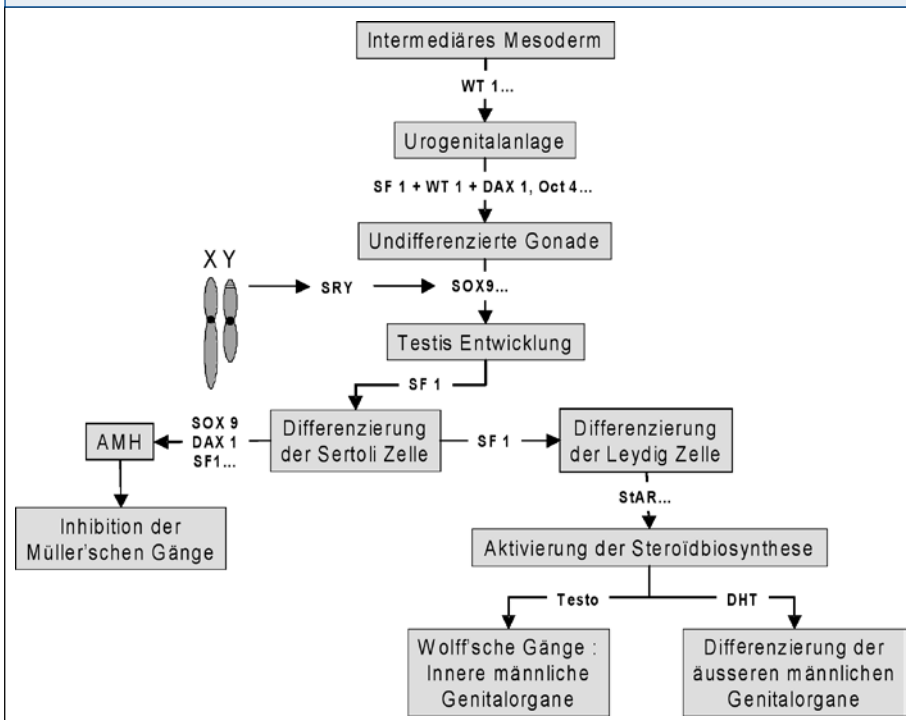 Intermediäres Mesoderm
WT 1...
Urogenitalanlage
SF 1 + WT 1 + DAX 1, Oct 4...
Undifferenzierte Gonade
X Y
SRY
SOX9...
Testis Entwicklung
SF 1
AMH
SOX 9
DAX 1
SF1...
Differenzierung
der Sertoli Zelle
SF 1
Differenzierung
der Leydig Zelle
Inhibition der
Müller'schen Gänge
StAR...
Aktivierung der Steroïdbiosynthese
Testo
DHT
Wolff'sche Gänge :
Innere männliche
Genitalorgane
Differenzierung der
äusseren männlichen
Genitalorgane